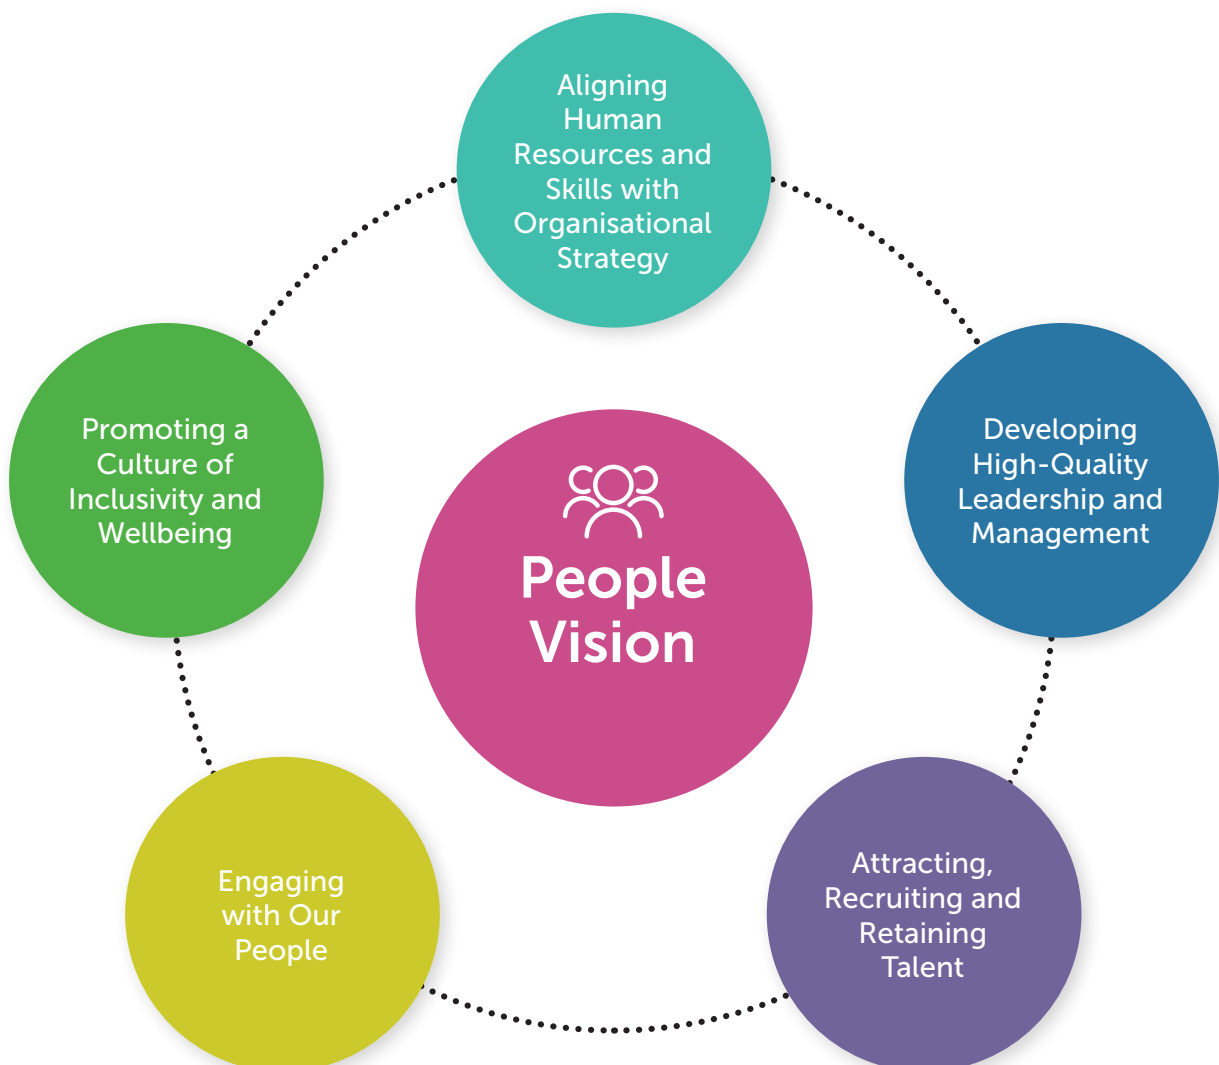 Aligning
Human
Resources and
Skills with
Organisational
Strategy
Promoting a
Culture of
Inclusivity and
Wellbeing
Developing
High-Quality
Leadership and
Management
People
Vision
Engaging
with Our
People
Attracting,
Recruiting and
Retaining
Talent